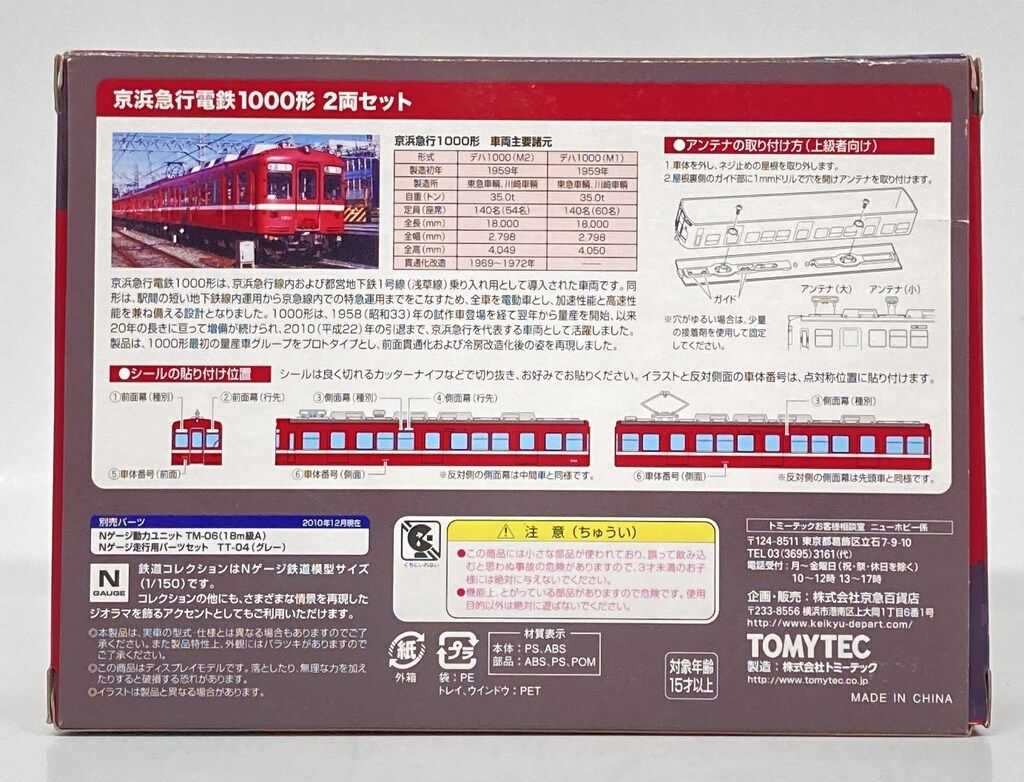 京浜急行電鉄1000形 2両セット
京浜急行1000形 車両主要諸元
形式 デハ1000(M2) デハ1000(M1)
製造初年 1959年 1959年
製造所 東急車輌、川崎車輌 東急車輌、川崎車輌
自重(トン) 35.0t 35.0t
定員(座席) 140名(54名) 140名(60名)
全長(mm) 18.000 18.000
全幅(mm) 2.798 2.798
全高(mm) 4.049 4.050
貫通化改造 1969〜1972年 ——
京浜急行電鉄1000形は、京浜急行線内および都営地下鉄1号線(浅草線)乗り入れ用として導入された車両です。同
形は、駅間の短い地下鉄線内運用から京急線内での特急運用までをこなすため、全車を電動車とし、加速性能と高速性
を兼ね備える設計となりました。1000形は、1958(昭和33)年の試作車登場を経て翌年から量産を開始、以来
20年の長きに亘って増備が続けられ、2010(平成22)年の引退まで、京浜急行を代表する車両として活躍しました。
製品は、1000形最初の量産車グループをプロトタイプとし、前面貫通化および冷房改造化後の姿を再現しました。
●アンテナの取り付け方(上級者向け)
1.車体を外し、ネジ止めの屋根を取り外します。
2.屋根裏側のガイド部に1mmドリルで穴を開けアンテナを取り付けます。
ガイド
アンテナ(大) アンテナ(小)
※穴がゆるい場合は、少量
の接着剤を使用して固定
してください。
●シールの貼り付け位置 シールは良く切れるカッターナイフなどで切り抜き、お好みでお貼りください。イラストと反対側面の車体番号は、点対称位置に貼り付けます。
①前面幕(種別) ②前面幕(行先) ③側面幕(種別) ④側面幕(行先) ③側面幕(種別)
⑤車体番号(前面) ⑥車体番号(側面) ※反対側の側面幕は中間車と同様です。 ⑥車体番号(側面) ※反対側の側面幕は先頭車と同様です。
別売パーツ 2010年12月現在
Nゲージ動力ユニット TM-06(18m級A)
Nゲージ走行用パーツセット TT-04(グレー)
N
GAUGE
鉄道コレクションはNゲージ鉄道模型サイズ
(1/150)です。
コレクションの他にも、さまざまな情景を再現した
ジオラマを飾るアクセントとしてもご利用いただけます。
◎本製品は、実車の型式・仕様とは異なる場合もありますのでご了
承ください。また製品特性上、外観にはバラツキがありますので
ご了承ください。
◎この商品はディスプレイモデルです。落としたり、無理な力を加え
たりすると破損する恐れがあります。
◎イラストは製品と異なる場合があります。
くちにいれない
注意(ちゅうい)
●この商品には小さな部品が使われており、誤って飲み込
むと思わぬ事故の危険がありますので、3才未満のお子
様には絶対に与えないでください。
●機能上、とがっている部品がありますので危険です。使用
目的以外は絶対に遊ばないでください。
紙
外箱
プラ
袋:PE
トレイ、ウインドウ:PET
材質表示
本体:PS、ABS
部品:ABS、PS、POM
対象年齢
15才以上
トミーテックお客様相談室 ニューホビー係
〒124-8511 東京都葛飾区立石7-9-10
TEL 03(3695)3161(代)
電話受付:月〜金曜日(祝・祭・休日を除く)
10〜12時 13〜17時
企画・販売:株式会社京急百貨店
〒233-8556 横浜市港南区上大岡1丁目6番1号
http://www.keikyu-depart.com/
TOMYTEC
製造:株式会社トミーテック
http://www.tomytec.co.jp/
MADE IN CHINA